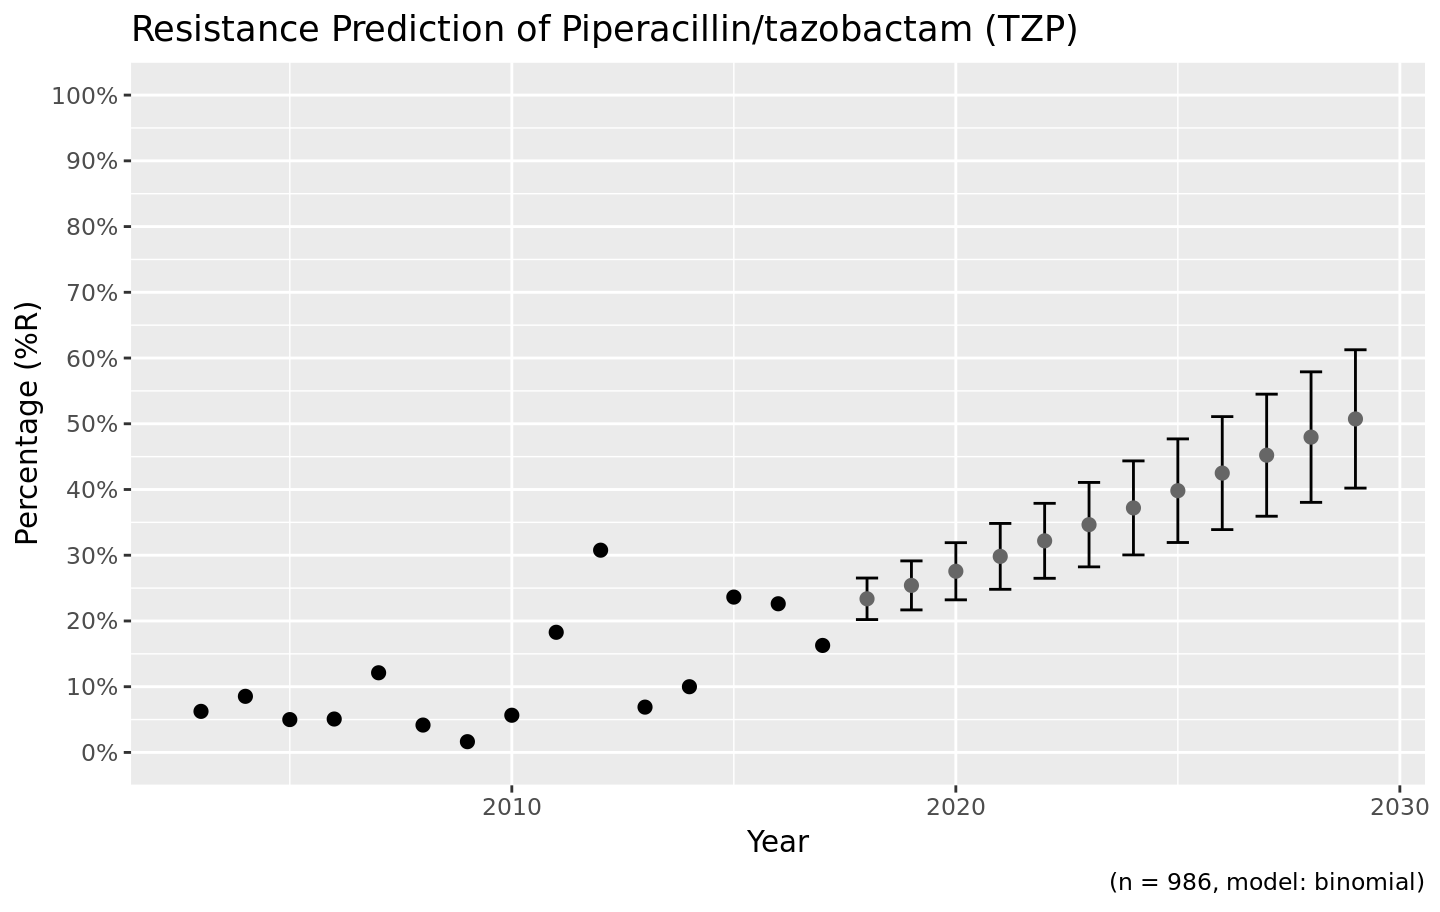 Resistance Prediction of Piperacillin/tazobactam (TZP)
100%
90%
80%
70%
60%
50%
40%
30%
20%
10%
0%
Percentage (%R)
2010 2020 2030
Year
(n = 986, model: binomial)